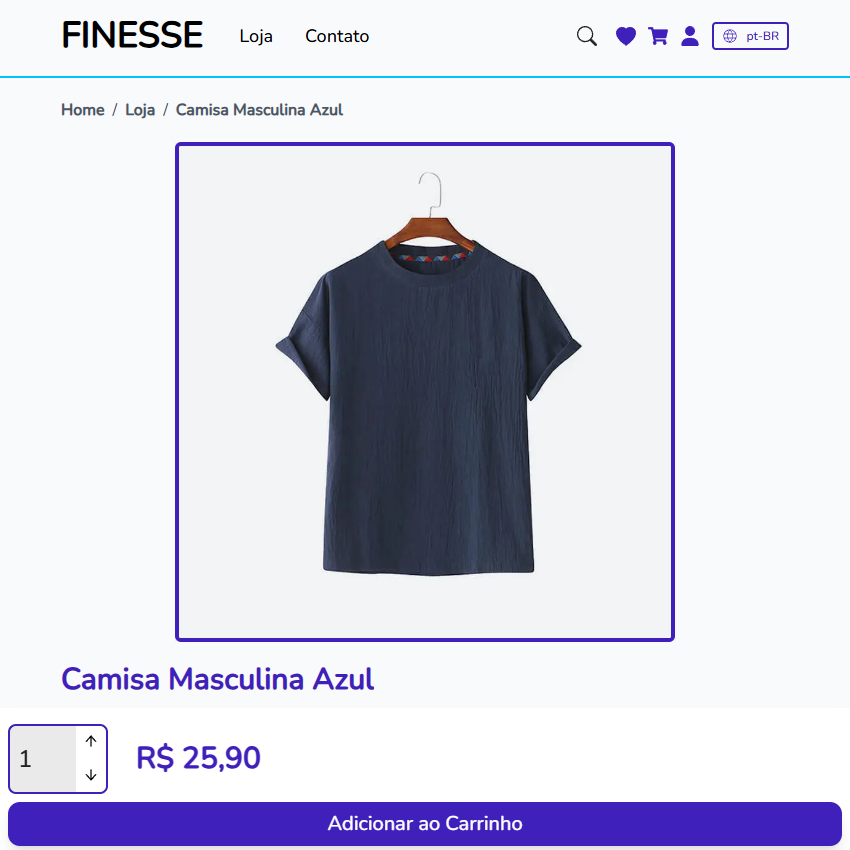 FINESSE Loja Contato pt-BR
Home / Loja / Camisa Masculina Azul
Camisa Masculina Azul
1 R$ 25,90
Adicionar ao Carrinho